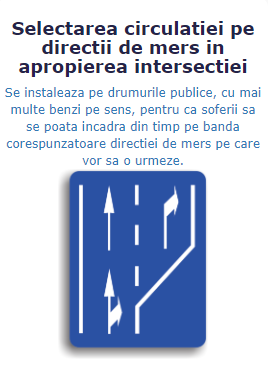 Selectarea circulatiei pe
directii de mers in
apropierea intersectiei
Se instaleaza pe drumurile publice, cu mai
multe benzi pe sens, pentru ca soferii sa
se poata incadra din timp pe banda
corespunzatoare directiei de mers pe care
vor sa o urmeze.